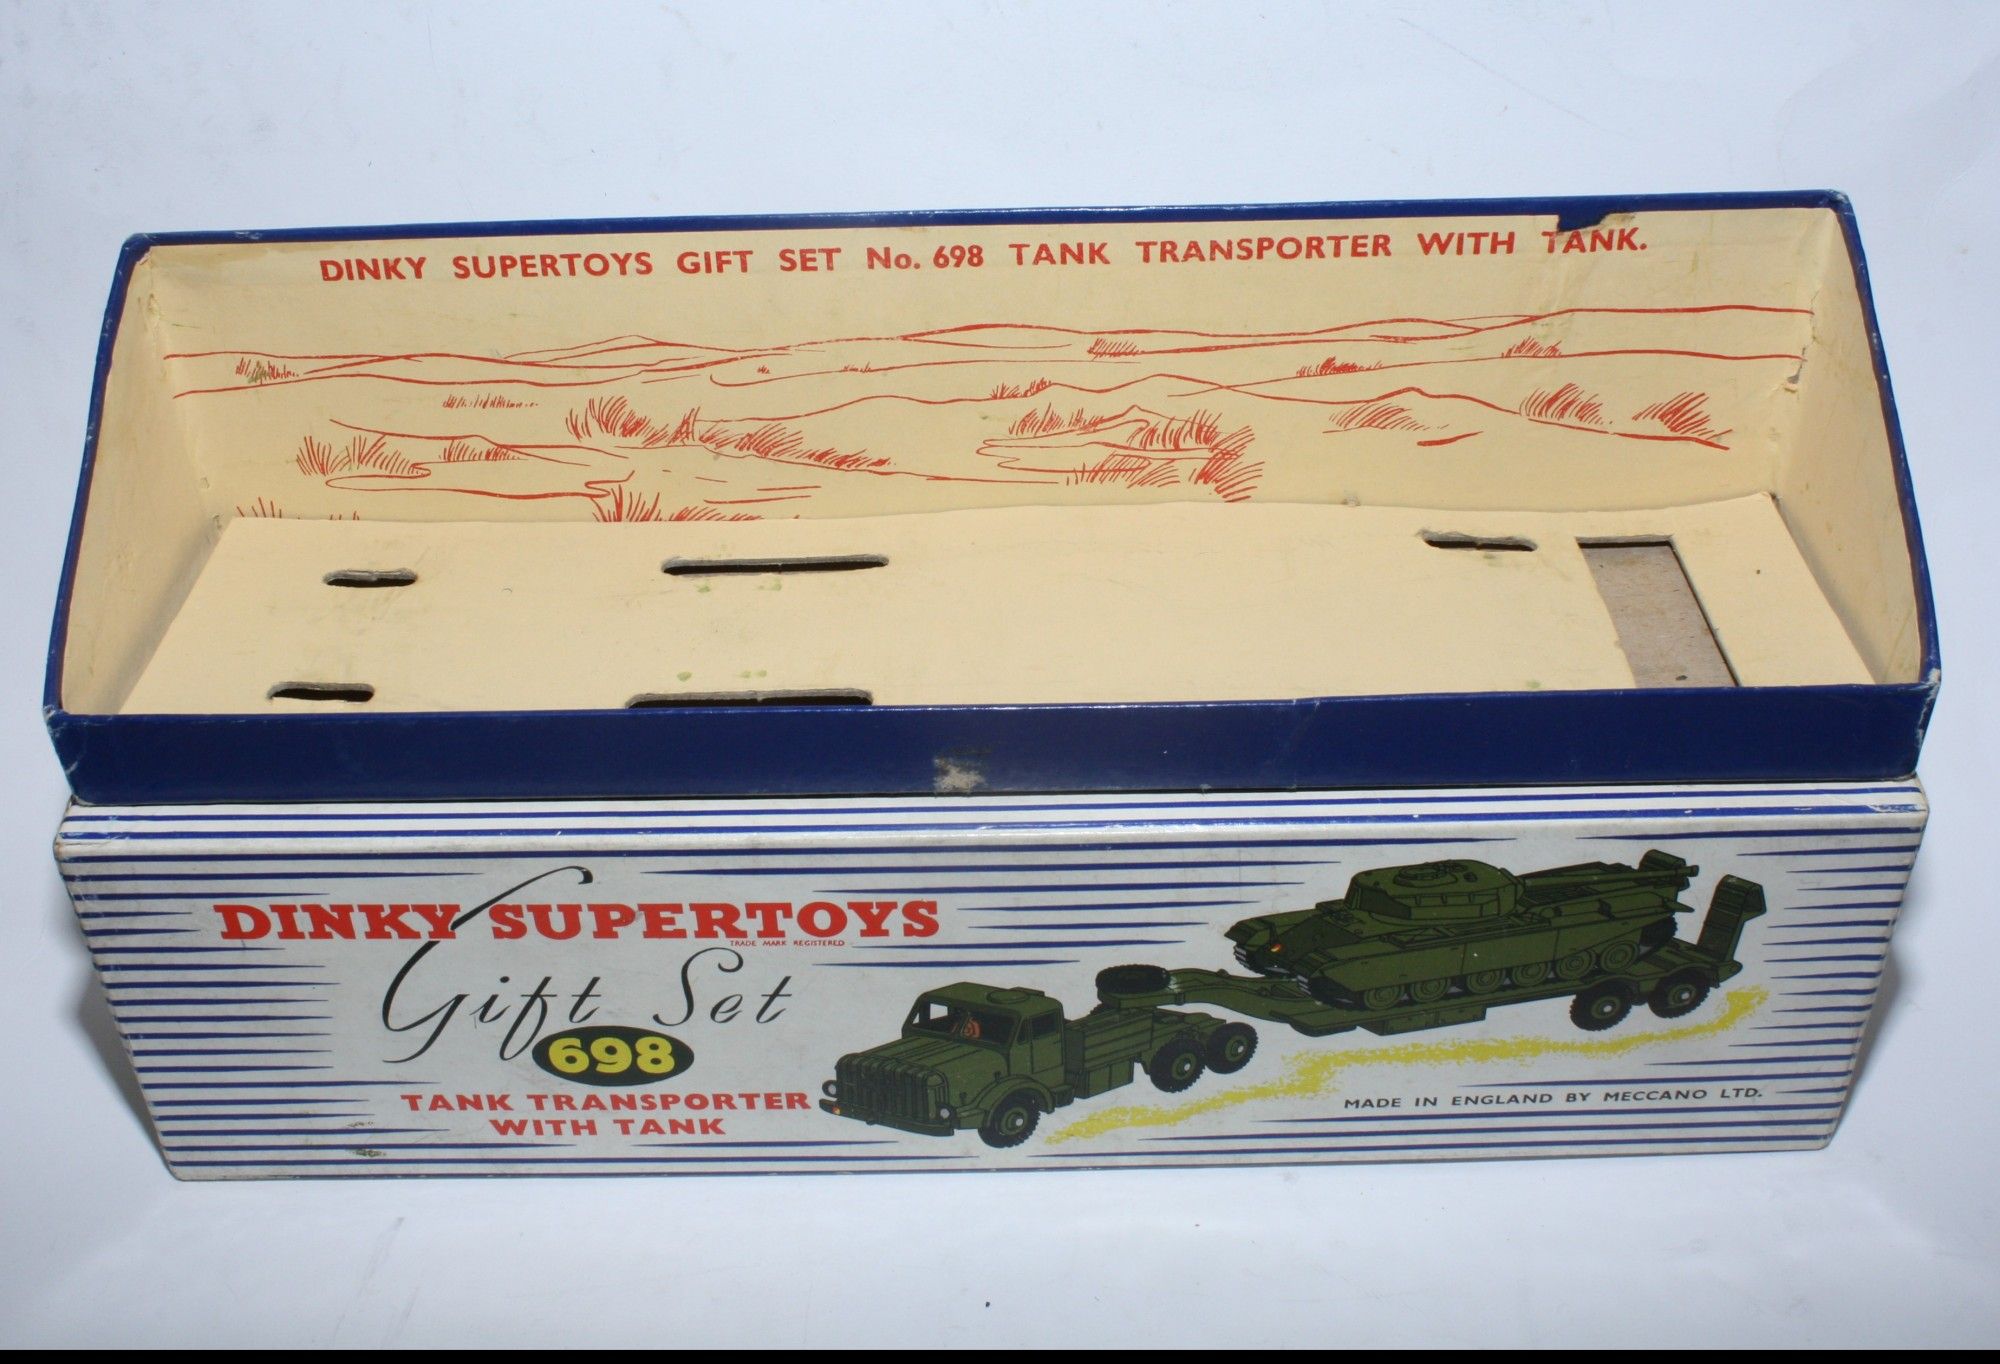 DINKY SUPERTOYS GIFT SET No. 698 TANK TRANSPORTER WITH TANK.
DINKY SUPERTOYS
TRADE MARK REGISTERED
Gift Set
698
TANK TRANSPORTER
WITH TANK
MADE IN ENGLAND BY MECCANO LTD.